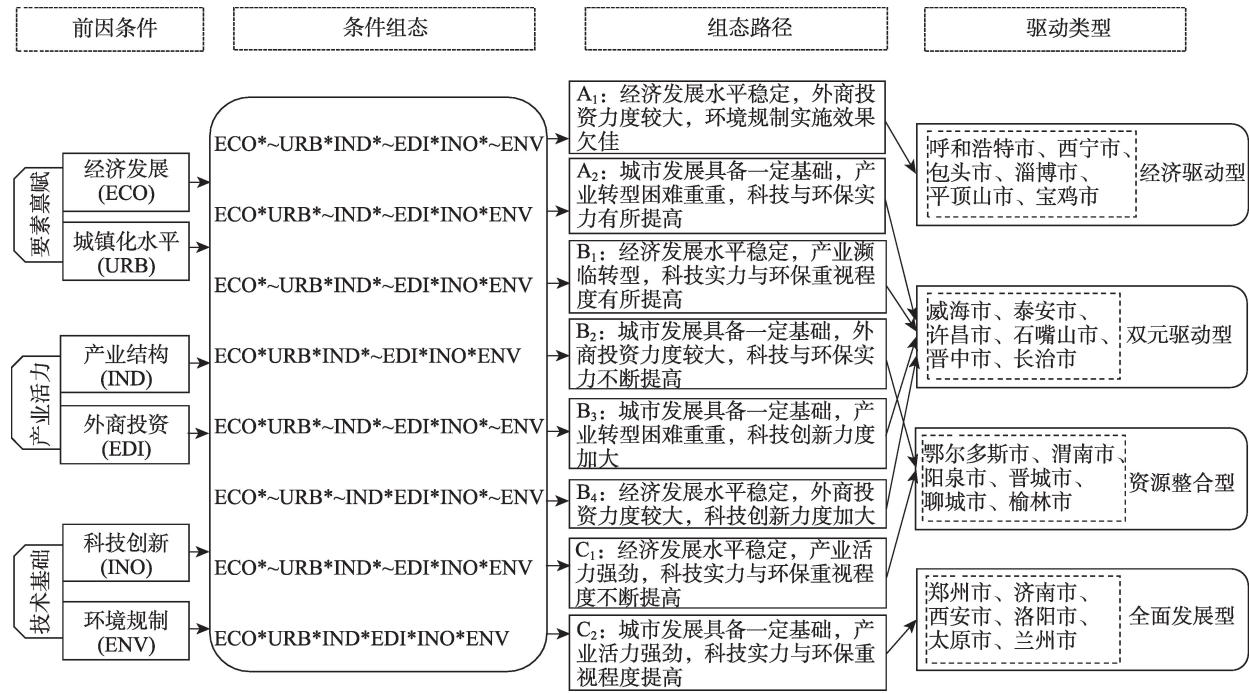 前因条件
条件组态
组态路径
驱动类型
要素禀赋
经济发展
(ECO)
城镇化水平
(URB)
产业活力
产业结构
(IND)
外商投资
(EDI)
技术基础
科技创新
(INO)
环境规制
(ENV)
ECO*~URB*IND*~EDI*INO*~ENV
ECO*URB*~IND*~EDI*INO*ENV
ECO*~URB*IND*~EDI*INO*ENV
ECO*URB*IND*~EDI*INO*ENV
ECO*URB*~IND*~EDI*INO*~ENV
ECO*~URB*~IND*EDI*INO*~ENV
ECO*~URB*IND*~EDI*INO*ENV
ECO*URB*IND*EDI*INO*ENV
A₁：经济发展水平稳定，外商投
资力度较大，环境规制实施效果
欠佳
A₂：城市发展具备一定基础，产
业转型困难重重，科技与环保实
力有所提高
B₁：经济发展水平稳定，产业濒
临转型，科技实力与环保重视程
度有所提高
B₂：城市发展具备一定基础，外
商投资力度较大，科技与环保实
力不断提高
B₃：城市发展具备一定基础，产
业转型困难重重，科技创新力度
加大
B₄：经济发展水平稳定，外商投
资力度较大，科技创新力度加大
C₁：经济发展水平稳定，产业活
力强劲，科技实力与环保重视程
度不断提高
C₂：城市发展具备一定基础，产
业活力强劲，科技实力与环保重
视程度提高
呼和浩特市、西宁市、
包头市、淄博市、
平顶山市、宝鸡市
经济驱动型
威海市、泰安市、
许昌市、石嘴山市、
晋中市、长治市
双元驱动型
鄂尔多斯市、渭南市、
阳泉市、晋城市、
聊城市、榆林市
资源整合型
郑州市、济南市、
西安市、洛阳市、
太原市、兰州市
全面发展型